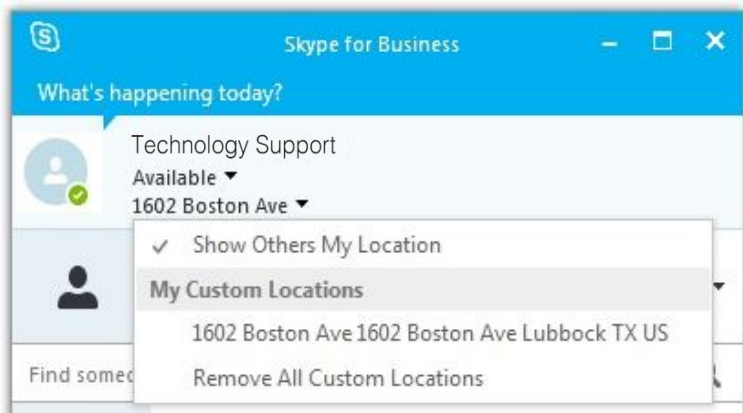 Skype for Business
What's happening today?
Technology Support
Available
1602 Boston Ave
Show Others My Location
My Custom Locations
1602 Boston Ave 1602 Boston Ave Lubbock TX US
Find
Remove All Custom Locations